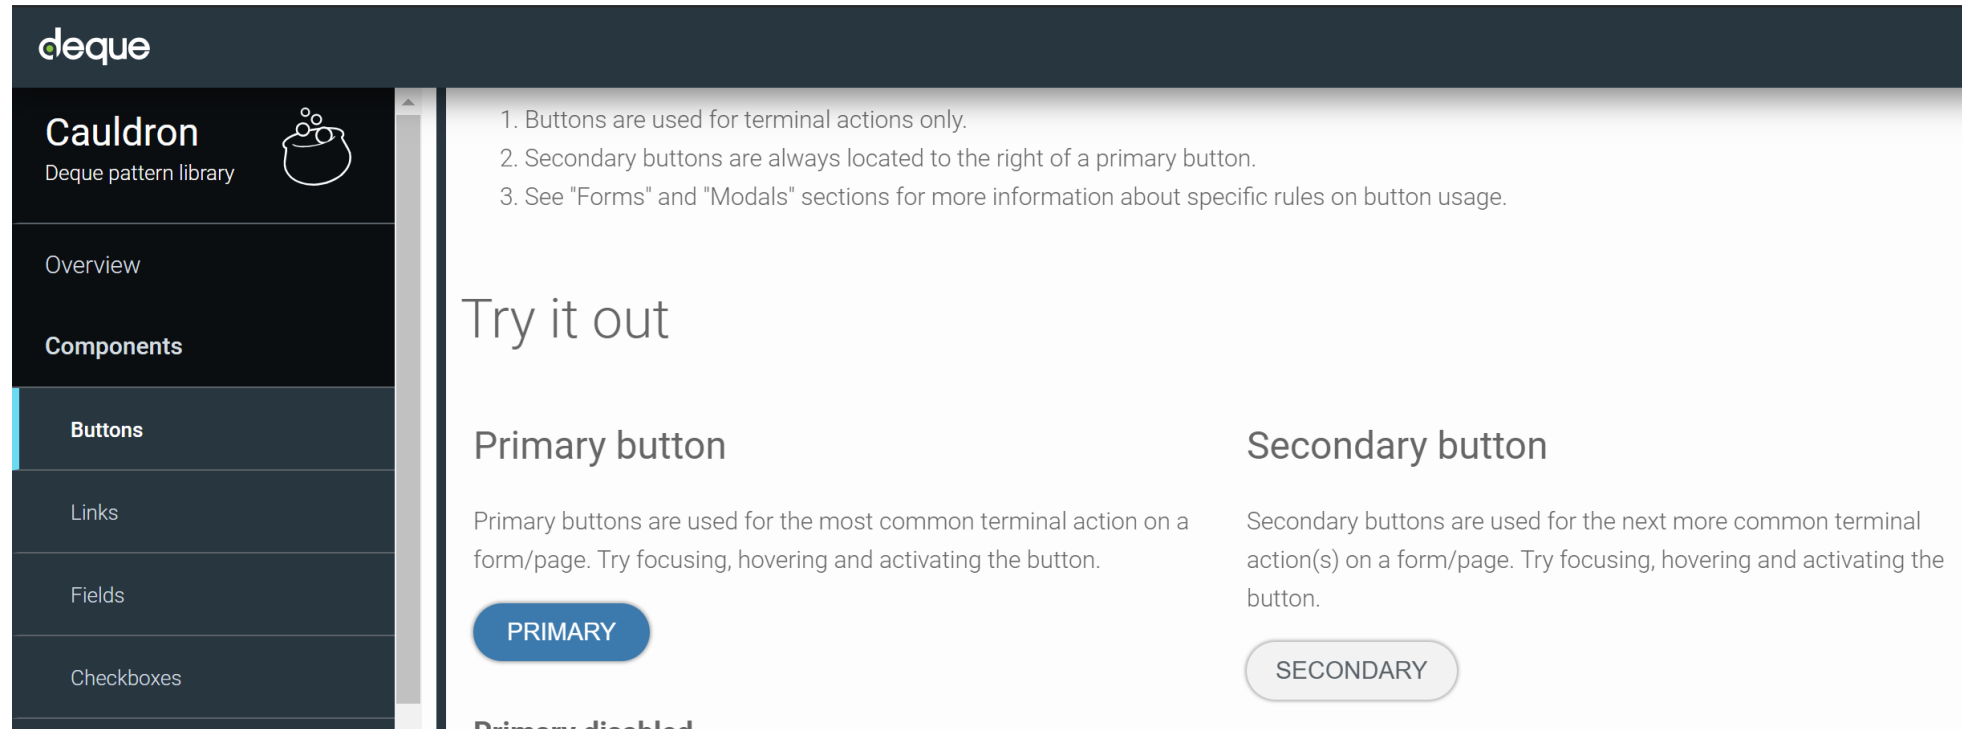 deque
Cauldron
Deque pattern library
Overview
Components
Buttons
Links
Fields
Checkboxes
1. Buttons are used for terminal actions only.
2. Secondary buttons are always located to the right of a primary button.
3. See "Forms" and "Modals" sections for more information about specific rules on button usage.
Try it out
Primary button
Primary buttons are used for the most common terminal action on a
form/page. Try focusing, hovering and activating the button.
PRIMARY
Primary disabled
Secondary button
Secondary buttons are used for the next more common terminal
action(s) on a form/page. Try focusing, hovering and activating the
button.
SECONDARY